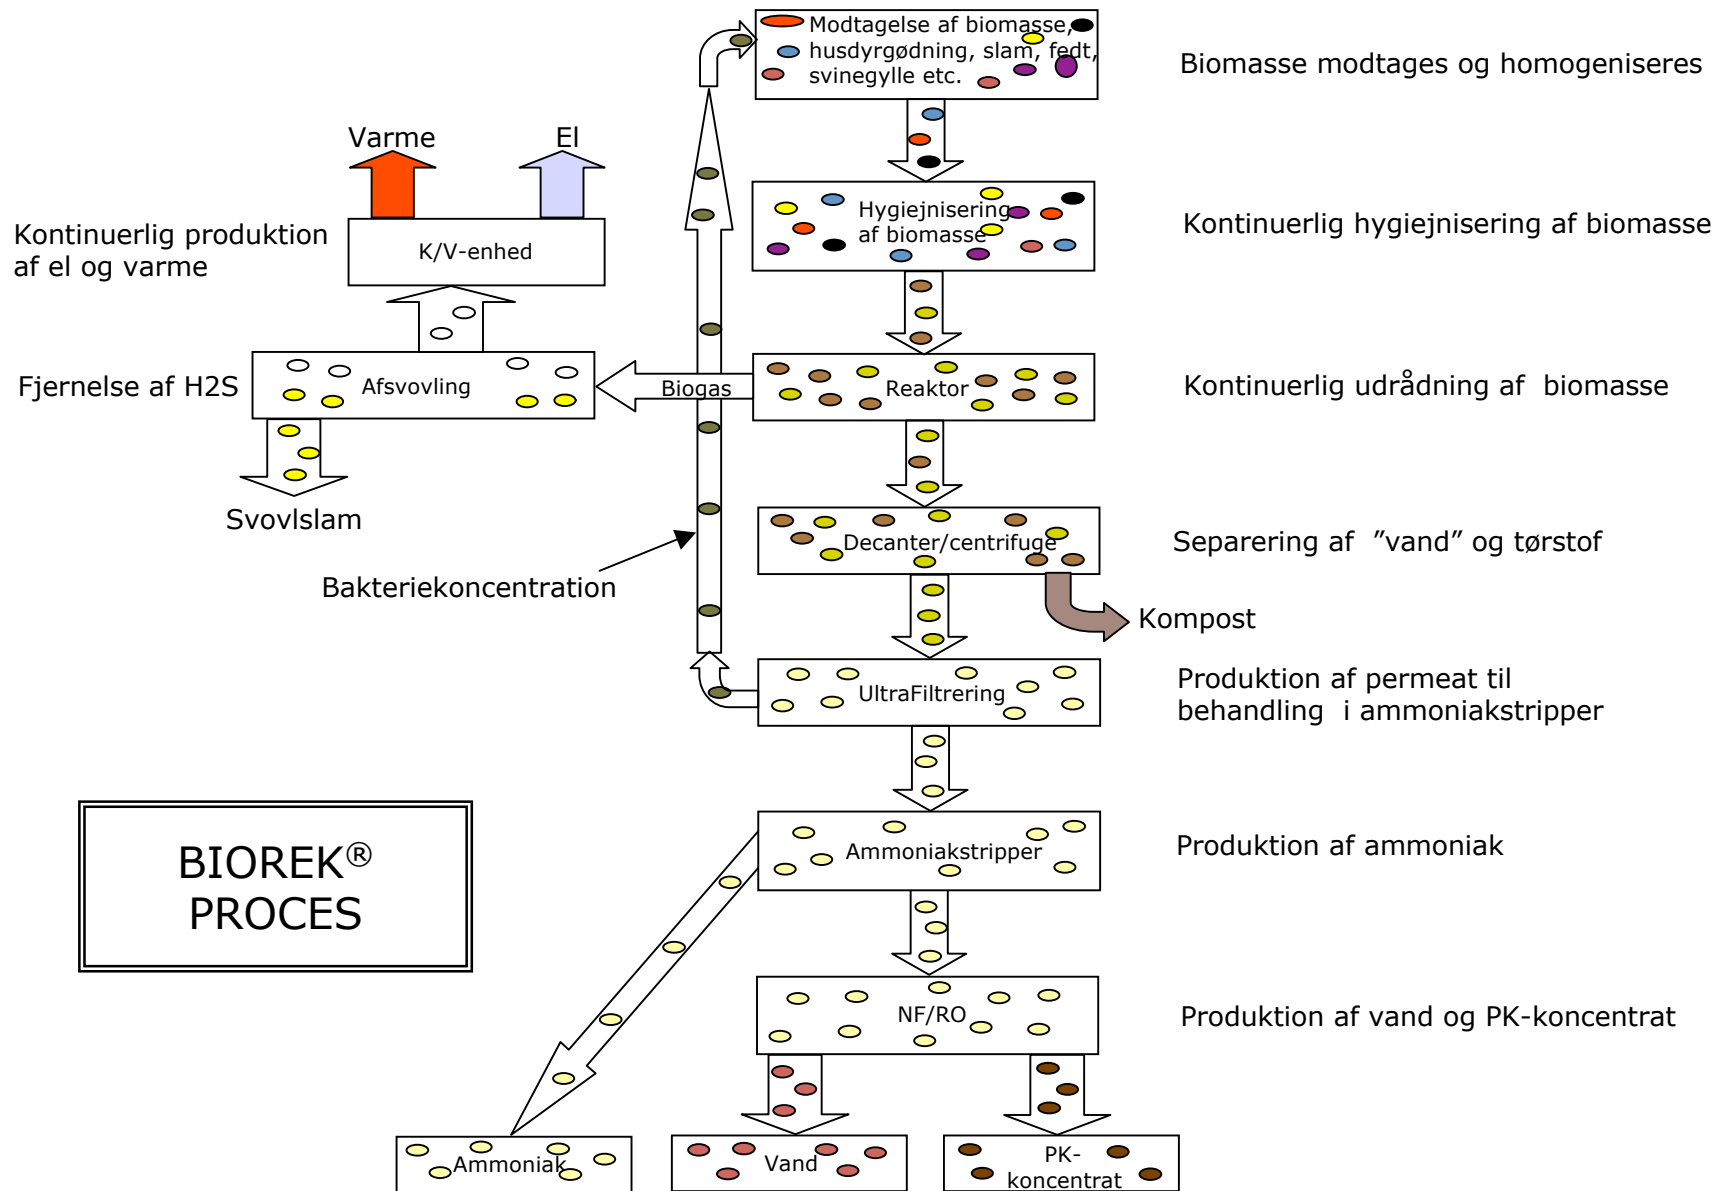 Modtagelse af biomasse,
husdyrgødning, slam, fedt,
svinegylle etc.
Biomasse modtages og homogeniseres
Varme
El
Hygiejnisering
af biomasse
Kontinuerlig hygiejnisering af biomasse
Kontinuerlig produktion
af el og varme
K/V-enhed
Fjernelse af H2S
Afsvovling
Biogas
Reaktor
Kontinuerlig udrådning af  biomasse
Svovlslam
Decanter/centrifuge
Separering af  ”vand” og tørstof
Bakteriekoncentration
Kompost
UltraFiltrering
Produktion af permeat til
behandling  i ammoniakstripper
BIOREK®
PROCES
Ammoniakstripper
Produktion af ammoniak
NF/RO
Produktion af vand og PK-koncentrat
Ammoniak
Vand
PK-
koncentrat